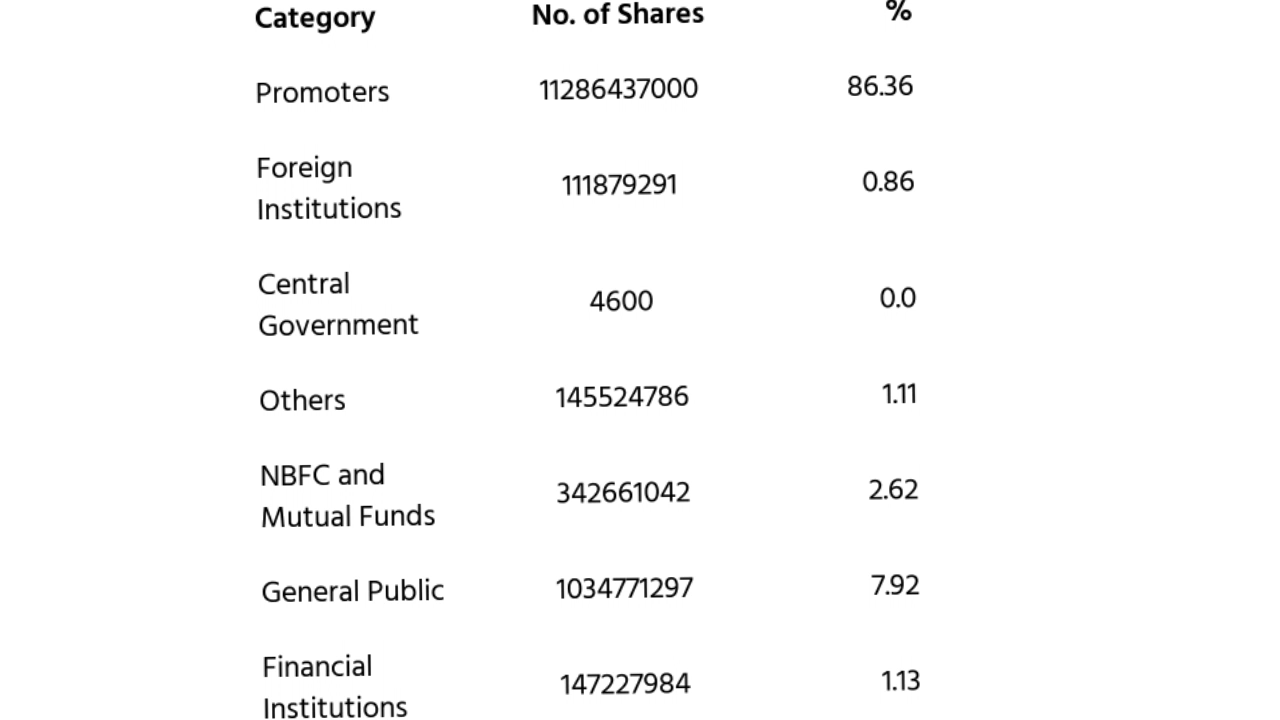 Category No. of Shares %
Promoters 11286437000 86.36
Foreign
Institutions 111879291 0.86
Central
Government 4600 0.0
Others 145524786 1.11
NBFC and
Mutual Funds 342661042 2.62
General Public 1034771297 7.92
Financial
Institutions 147227984 1.13